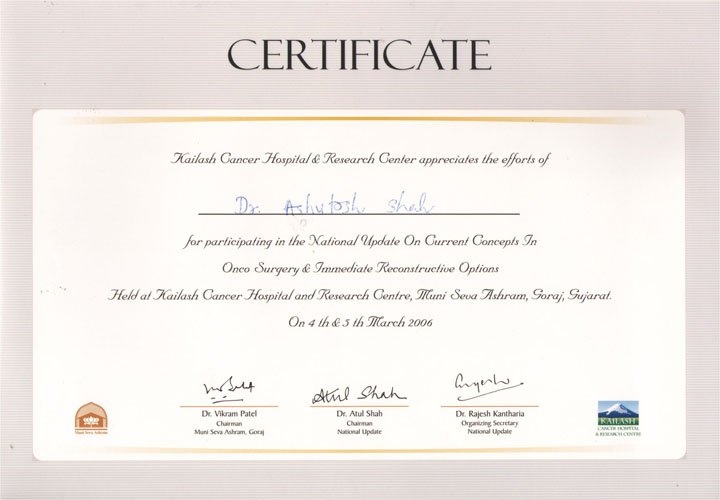 CERTIFICATE
Kailash Cancer Hospital & Research Center appreciates the efforts of
Dr. Ashutosh Shah
for participating in the National Update On Current Concepts In
Onco Surgery & Immediate Reconstructive Options
Held at Kailash Cancer Hospital and Research Centre, Muni Seva Ashram, Goraj, Gujarat.
On 4 th & 5 th March 2006
Atul Shah
Dr. Vikram Patel
Chairman
Muni Seva Ashram, Goraj
Dr. Atul Shah
Chairman
National Update
Dr. Rajesh Kantharia
Organizing Secretary
National Update
Muni Seva Ashram
KAILASH
CANCER HOSPITAL
& RESEARCH CENTRE